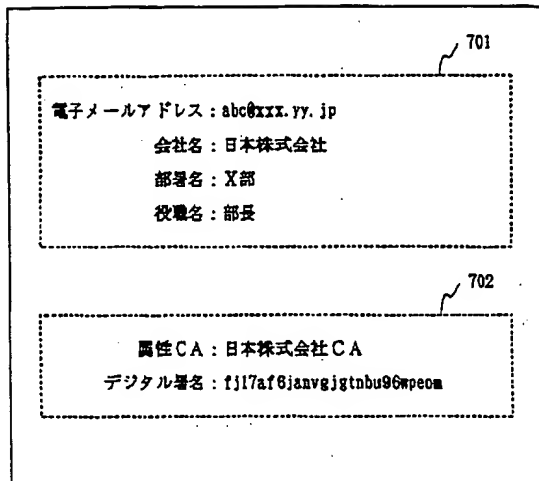 701
電子メールアドレス：abc@xxx.yy.jp
会社名：日本株式会社
部署名：X部
役職名：部長
702
属性CA：日本株式会社CA
デジタル署名：fjl7af6janvgjgtnbu96wpeom